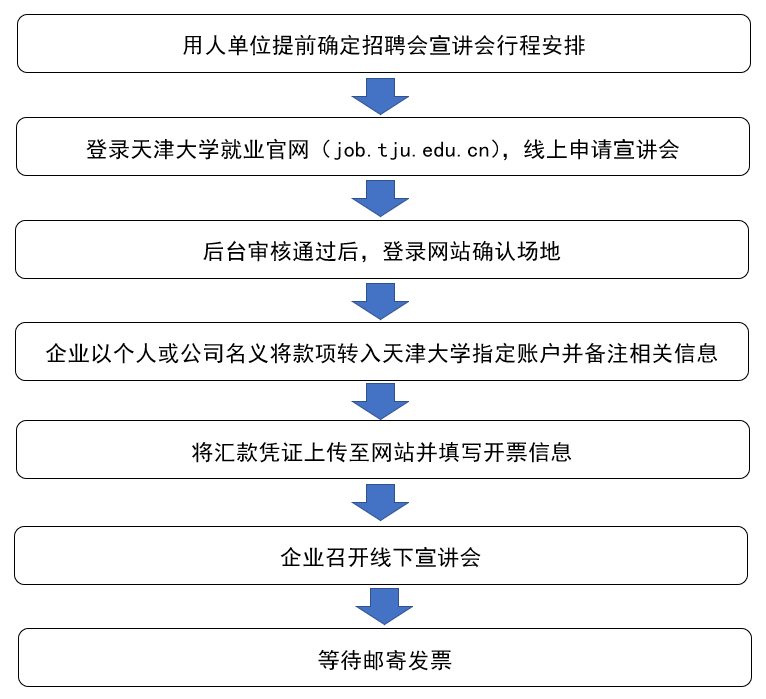 用人单位提前确定招聘会宣讲会行程安排
登录天津大学就业官网（job.tju.edu.cn），线上申请宣讲会
后台审核通过后，登录网站确认场地
企业以个人或公司名义将款项转入天津大学指定账户并备注相关信息
将汇款凭证上传至网站并填写开票信息
企业召开线下宣讲会
等待邮寄发票